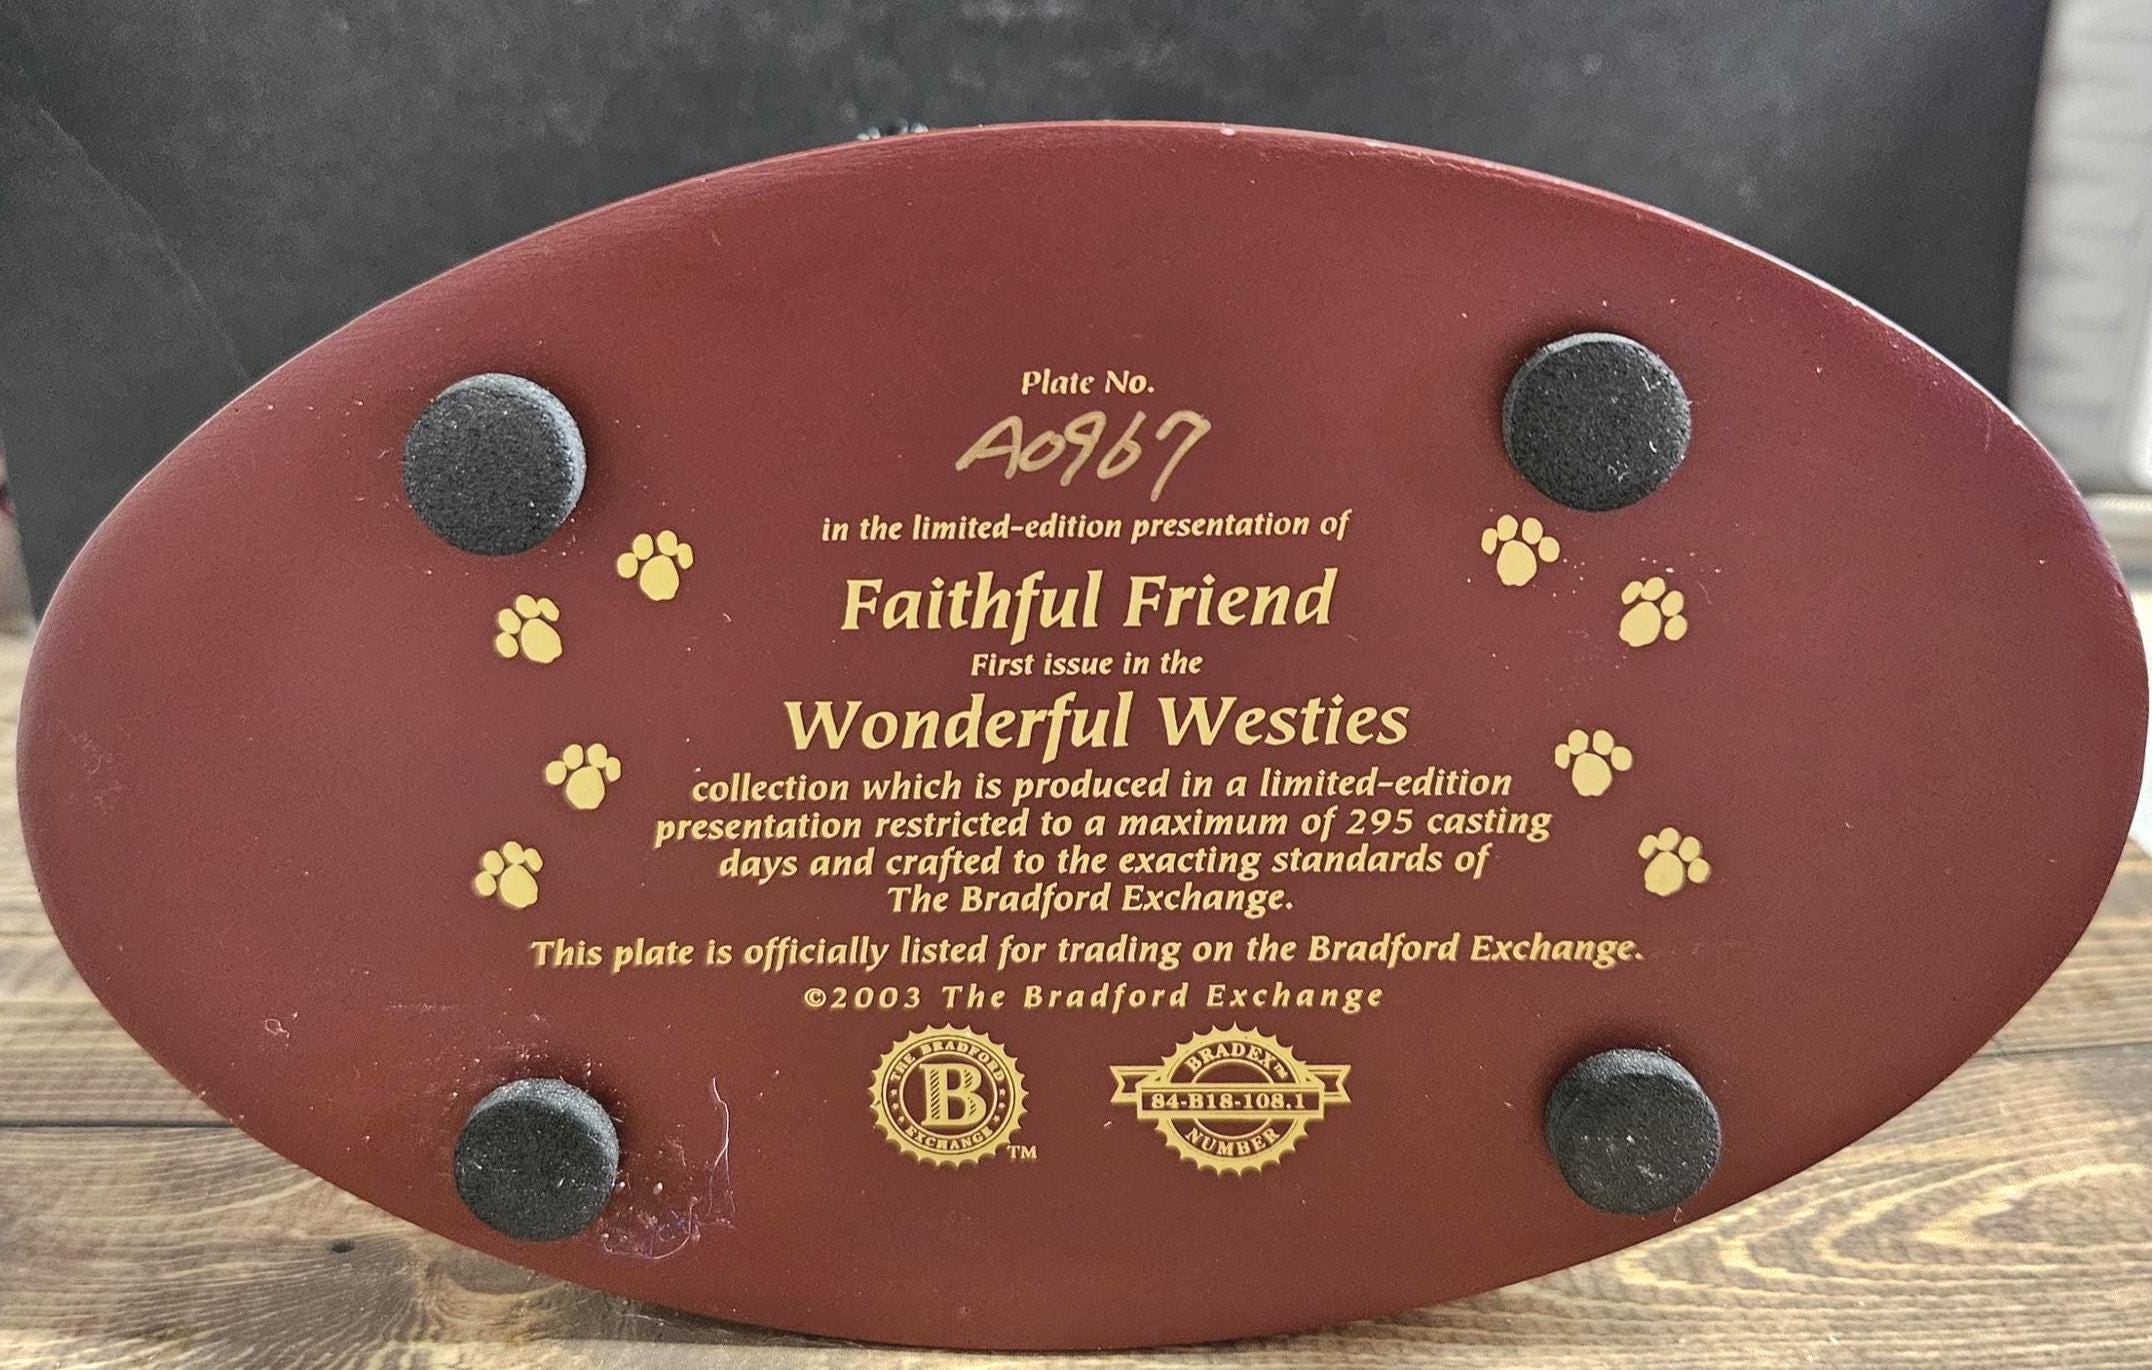 Plate No.
A0967
in the limited-edition presentation of
Faithful Friend
First issue in the
Wonderful Westies
collection which is produced in a limited-edition
presentation restricted to a maximum of 295 casting
days and crafted to the exacting standards of
The Bradford Exchange.
This plate is officially listed for trading on the Bradford Exchange.
©2003 The Bradford Exchange
THE BRADFORD
B
EXCHANGE
TM
BRADEX™
84-B18-108.1
NUMBER